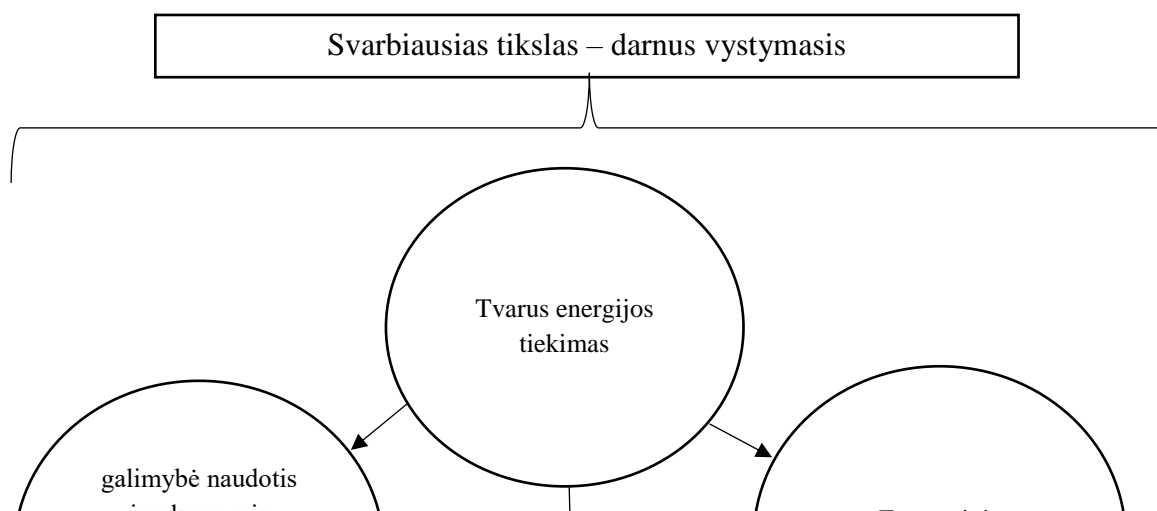 Svarbiausias tikslas – darnus vystymasis
Tvarus energijos
tiekimas
galimybė naudotis